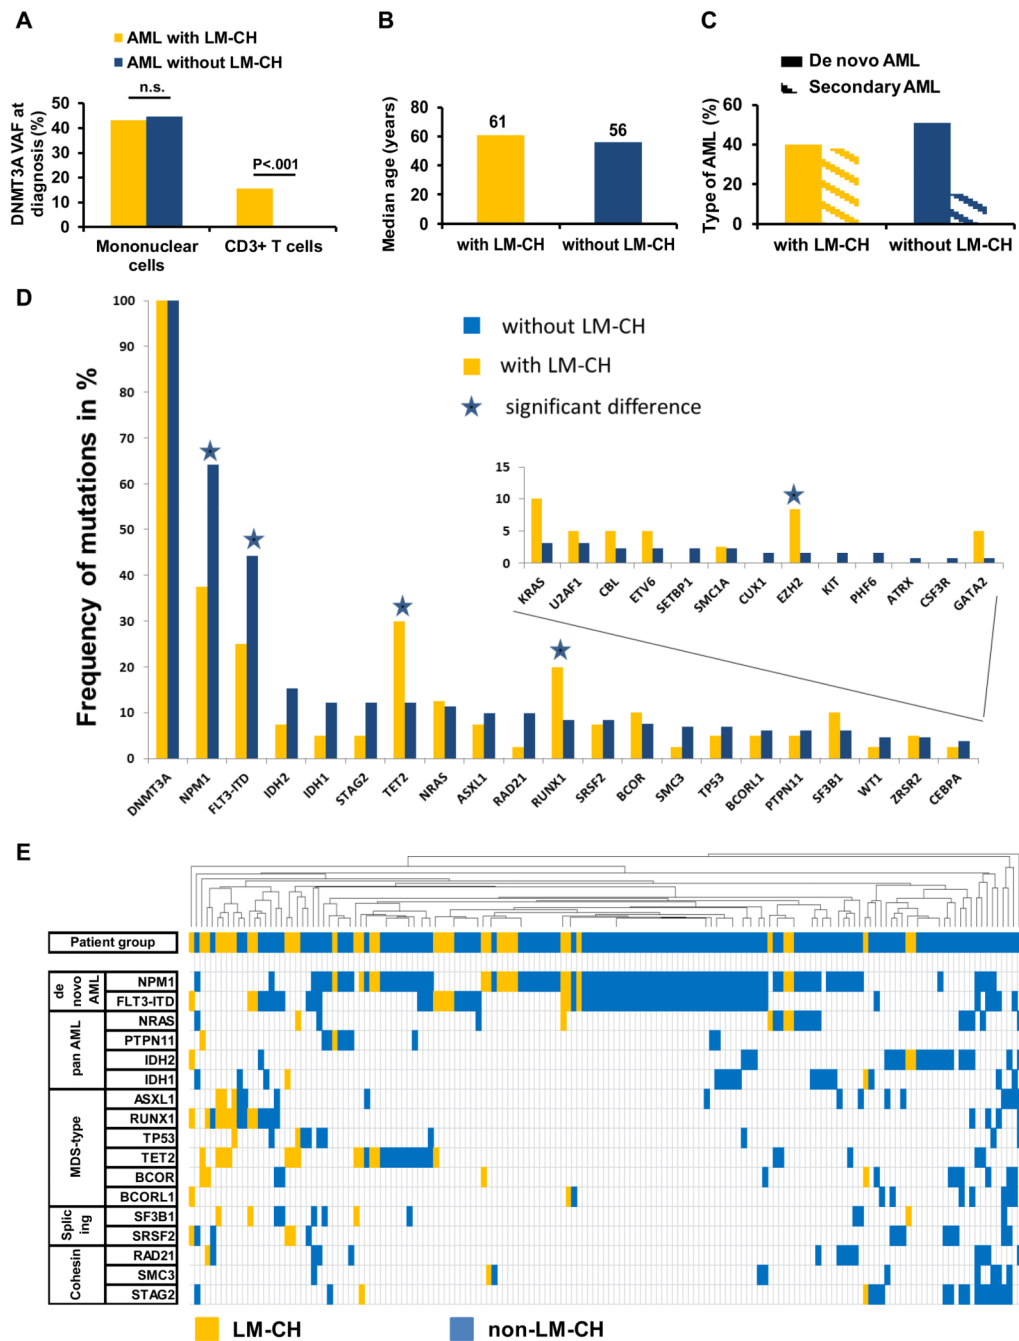 A
AML with LM-CH
AML without LM-CH
DNMT3A VAF at
diagnosis (%)
50
40
30
20
10
0
n.s.
P<.001
Mononuclear
cells
CD3+ T cells
B
Median age (years)
100
80
60
40
20
0
61
56
with LM-CH
without LM-CH
C
De novo AML
Secondary AML
Type of AML (%)
60
40
20
0
with LM-CH
without LM-CH
D
Frequency of mutations in %
100
90
80
70
60
50
40
30
20
10
0
without LM-CH
with LM-CH
significant difference
15
10
5
0
KRAS
U2AF1
CBL
ETV6
SETBP1
SMC1A
CUX1
EZH2
KIT
PHF6
ATRX
CSF3R
GATA2
DNMT3A
NPM1
FLT3-ITD
IDH2
IDH1
STAG2
TET2
NRAS
ASXL1
RAD21
RUNX1
SRSF2
BCOR
SMC3
TP53
BCORL1
PTPN11
SF3B1
WT1
ZRSR2
CEBPA
E
Patient group
de
novo
AML
NPM1
FLT3-ITD
pan AML
NRAS
PTPN11
IDH2
IDH1
MDS-type
ASXL1
RUNX1
TP53
TET2
BCOR
BCORL1
Splic
ing
SF3B1
SRSF2
Cohesin
RAD21
SMC3
STAG2
LM-CH
non-LM-CH